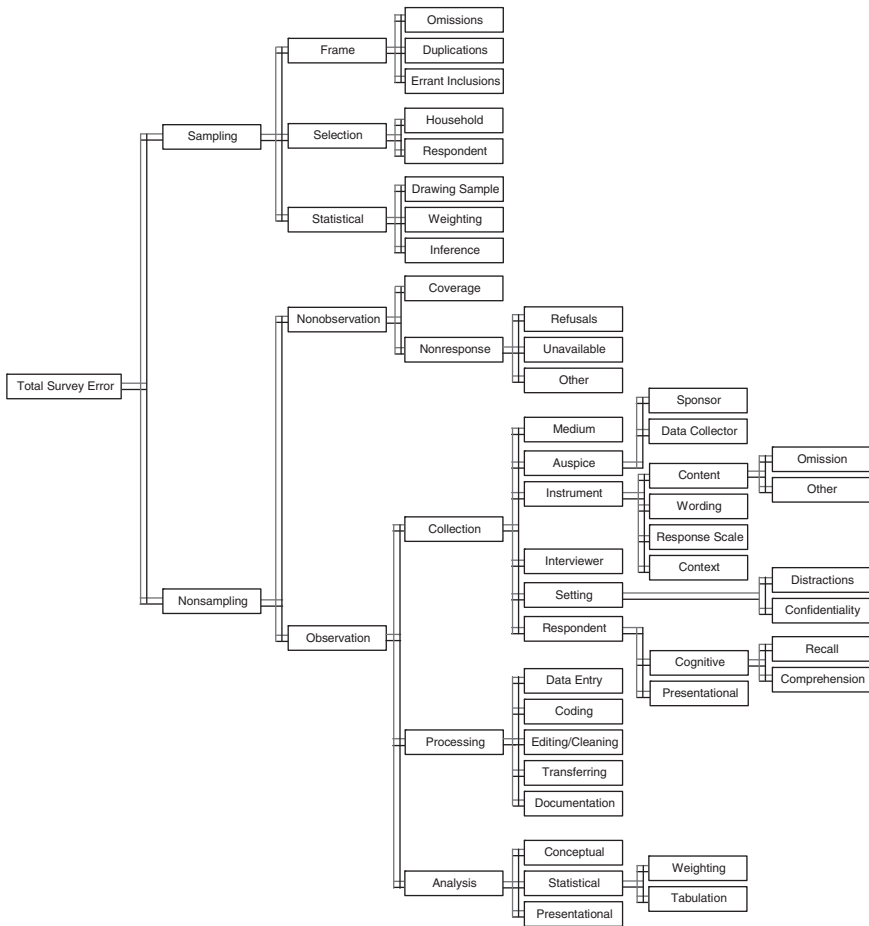 Omissions
Frame
Duplications
Errant Inclusions
Household
Sampling
Selection
Respondent
Drawing Sample
Statistical
Weighting
Inference
Coverage
Nonobservation
Refusals
Nonresponse
Unavailable
Total Survey Error
Other
Sponsor
Medium
Data Collector
Auspice
Omission
Content
Instrument
Other
Wording
Collection
Response Scale
Interviewer
Context
Distractions
Nonsampling
Setting
Confidentiality
Respondent
Observation
Recall
Cognitive
Data Entry
Comprehension
Presentational
Coding
Processing
Editing/Cleaning
Transferring
Documentation
Conceptual
Weighting
Analysis
Statistical
Tabulation
Presentational